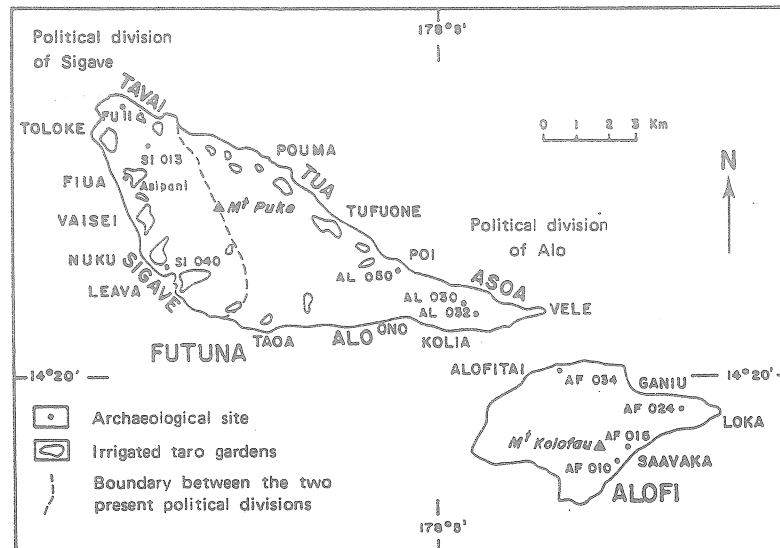 Political division
of Sigave
178° 8'
TAVAI
FU 11
TOLOKE
SI 013
POUMA
0 1 2 3 Km
TUA
N
FIUA
Asipani
Mt Puke
TUFUONE
VAISEI
Political division
of Alo
POI
NUKU
SI 040
AL 050
SIGAVE
ASOA
LEAVA
AL 030
AL 032
VELE
FUTUNA
TAOA
ALO
ONO
KOLIA
14° 20'
ALOFITAI
AF 034
GANIU
14° 20'
Archaeological site
AF 024
LOKA
Irrigated taro gardens
Mt Kolofau
AF 015
AF 010
SAAVAKA
ALOFI
Boundary between the two
present political divisions
178° 8'